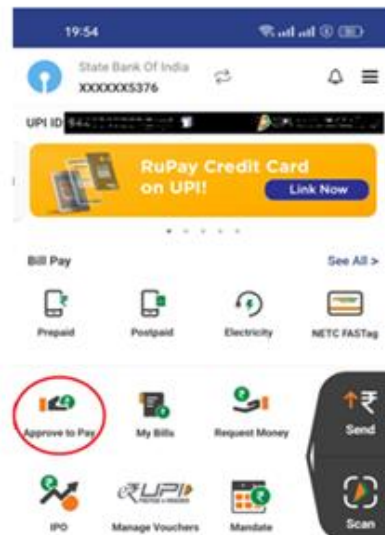 19:54
State Bank Of India
XXXXXX5376
UPI ID
RuPay Credit Card
on UPI!
Link Now
Bill Pay
See All >
Prepaid
Postpaid
Electricity
NETC FASTag
Approve to Pay
My Bills
Request Money
Send
IPO
Manage Vouchers
Mandate
Scan